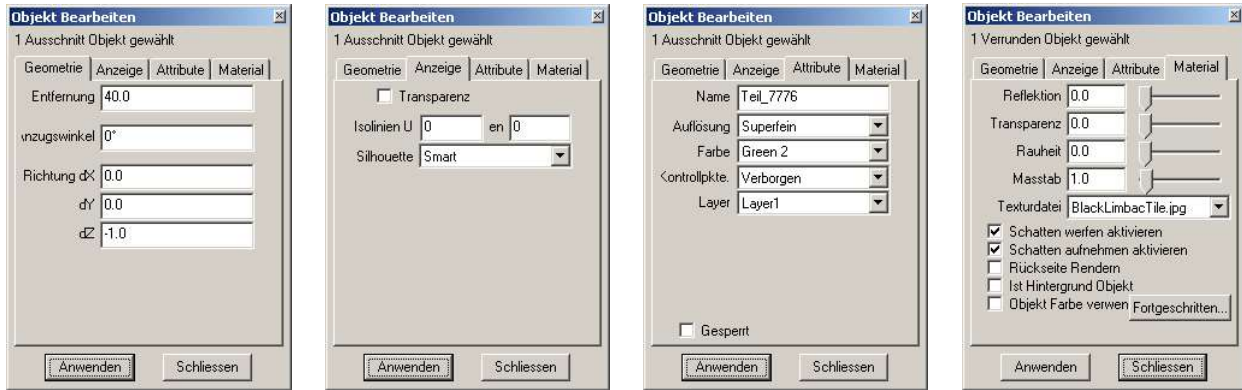 Objekt Bearbeiten
1 Ausschnitt Objekt gewählt
Geometrie Anzeige Attribute Material
Entfernung 40.0
nzugswinkel 0°
Richtung dX 0.0
dY 0.0
dZ -1.0
Anwenden Schliessen
Objekt Bearbeiten
1 Ausschnitt Objekt gewählt
Geometrie Anzeige Attribute Material
Transparenz
Isolinien U 0 en 0
Silhouette Smart
Anwenden Schliessen
Objekt Bearbeiten
1 Ausschnitt Objekt gewählt
Geometrie Anzeige Attribute Material
Name Teil_7776
Auflösung Superfein
Farbe Green 2
Kontrollpkte. Verborgen
Layer Layer1
Gesperrt
Anwenden Schliessen
Objekt Bearbeiten
1 Verrunden Objekt gewählt
Geometrie Anzeige Attribute Material
Reflektion 0.0
Transparenz 0.0
Rauheit 0.0
Masstab 1.0
Texturdatei BlackLimbacTile.jpg
Schatten werfen aktivieren
Schatten aufnehmen aktivieren
Rückseite Rendern
Ist Hintergrund Objekt
Objekt Farbe verwen Fortgeschritten...
Anwenden Schliessen